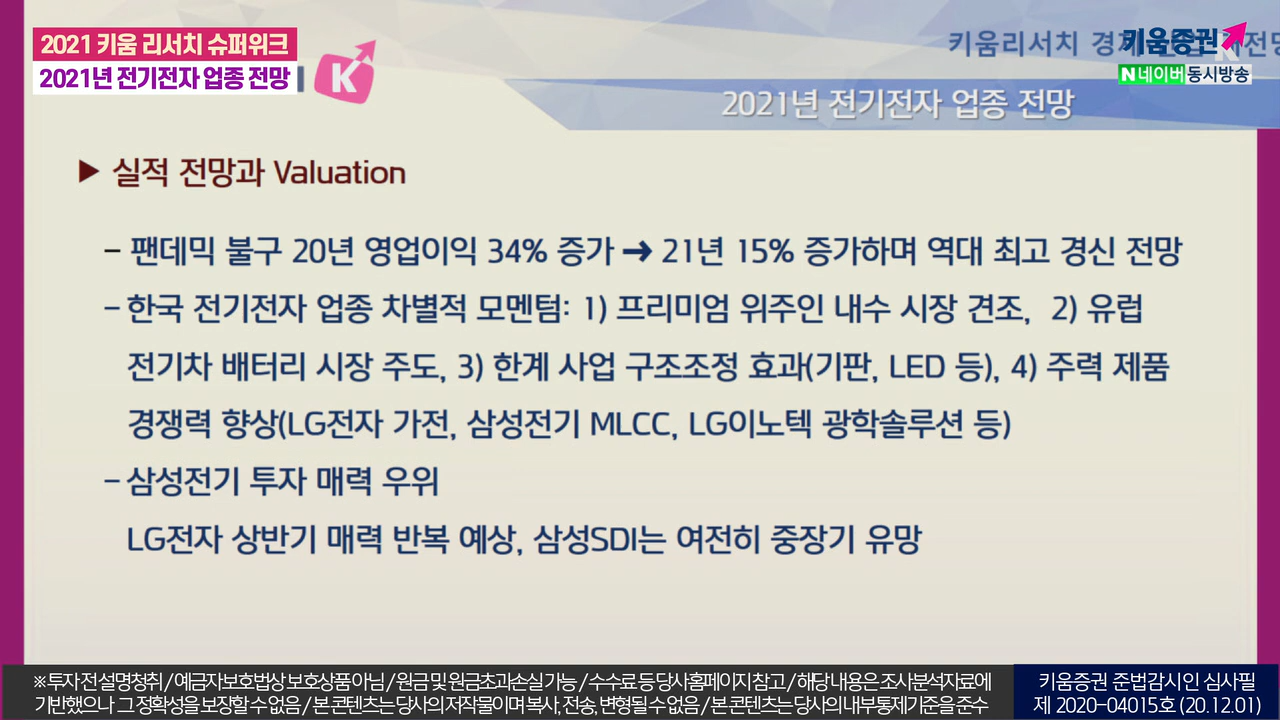 2021 키움 리서치 슈퍼위크
2021년 전기전자 업종 전망
K
키움리서치 경제
전망
키움증권
N 네이버 동시방송
2021년 전기전자 업종 전망
▶ 실적 전망과 Valuation
– 팬데믹 불구 20년 영업이익 34% 증가 → 21년 15% 증가하며 역대 최고 경신 전망
– 한국 전기전자 업종 차별적 모멘텀: 1) 프리미엄 위주인 내수 시장 견조, 2) 유럽
전기차 배터리 시장 주도, 3) 한계 사업 구조조정 효과(기판, LED 등), 4) 주력 제품
경쟁력 향상(LG전자 가전, 삼성전기 MLCC, LG이노텍 광학솔루션 등)
– 삼성전기 투자 매력 우위
LG전자 상반기 매력 반복 예상, 삼성SDI는 여전히 중장기 유망
※ 투자 전 설명청취 / 예금자보호법상 보호상품 아님 / 원금 및 원금초과손실 가능 / 수수료 등 당사홈페이지 참고 / 해당 내용은 조사분석자료에
기반했으나 그 정확성을 보장할 수 없음 / 본 콘텐츠는 당사의 저작물이며 복사, 전송, 변형될 수 없음 / 본 콘텐츠는 당사의 내부통제기준을 준수
키움증권 준법감시인 심사필
제 2020-04015호 (20.12.01)